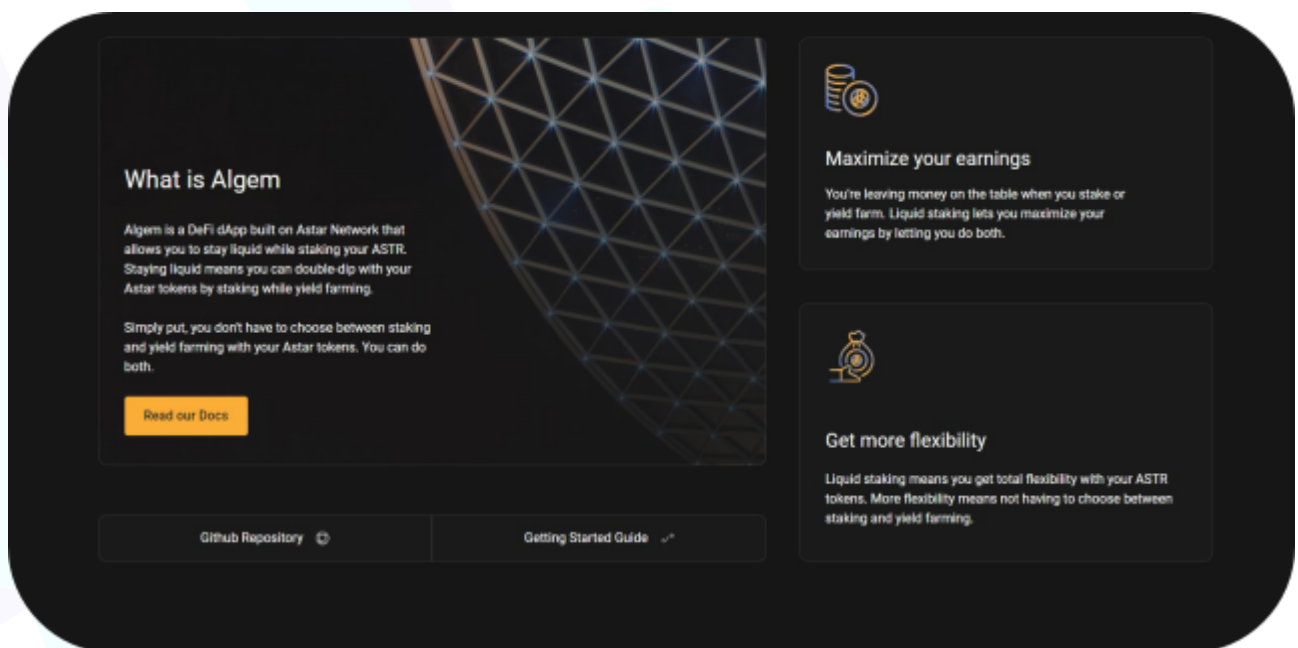 What is Algem
Algem is a DeFi dApp built on Astar Network that
allows you to stay liquid while staking your ASTR.
Staying liquid means you can double-dip with your
Astar tokens by staking while yield farming.
Simply put, you don't have to choose between staking
and yield farming with your Astar tokens. You can do
both.
Read our Docs
Github Repository
Getting Started Guide
Maximize your earnings
You're leaving money on the table when you stake or
yield farm. Liquid staking lets you maximize your
earnings by letting you do both.
Get more flexibility
Liquid staking means you get total flexibility with your ASTR
tokens. More flexibility means not having to choose between
staking and yield farming.